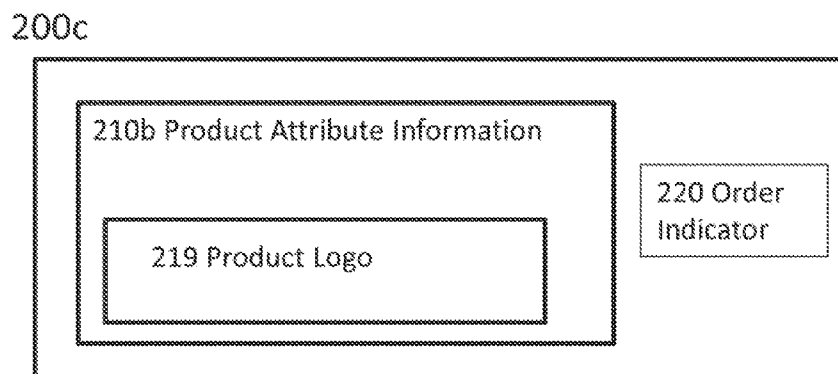 200c
210b Product Attribute Information
220 Order
Indicator
219 Product Logo